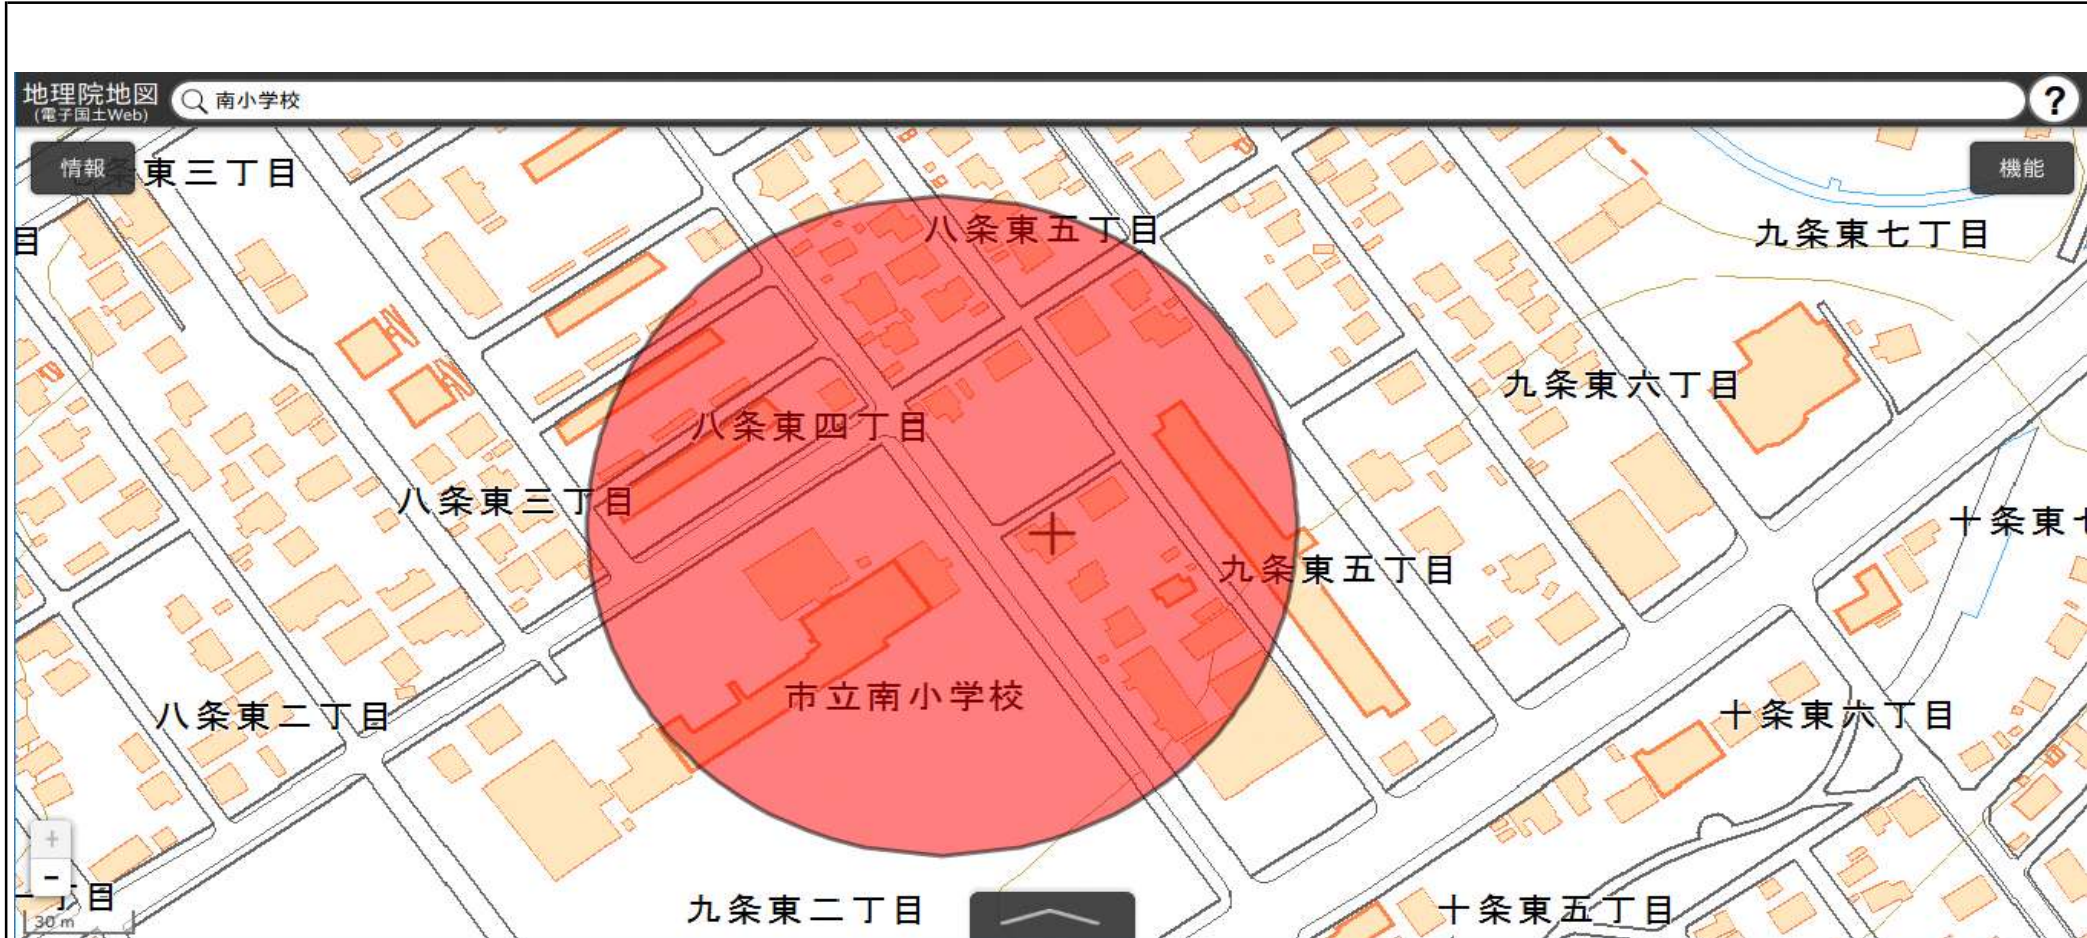 地理院地図
(電子国土Web)
南小学校
?
情報
機能
条東三丁目
目
八条東五丁目
九条東七丁目
九条東六丁目
八条東四丁目
八条東三丁目
十条東七
九条東五丁目
市立南小学校
八条東二丁目
十条東六丁目
+
-
丁目
30 m
九条東二丁目
十条東五丁目